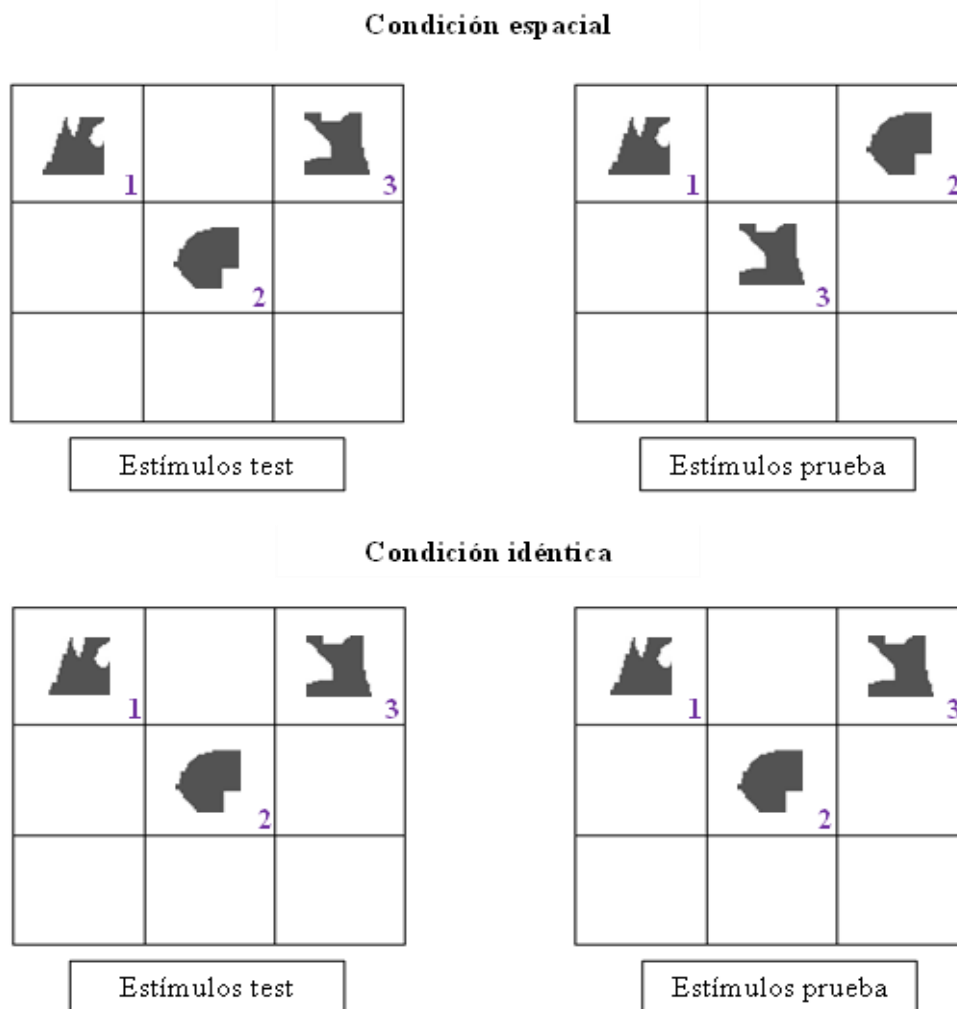 Condición espacial
1 3 1 2
2 3
Estímulos test Estímulos prueba
Condición idéntica
1 3 1 3
2 2
Estímulos test Estímulos prueba